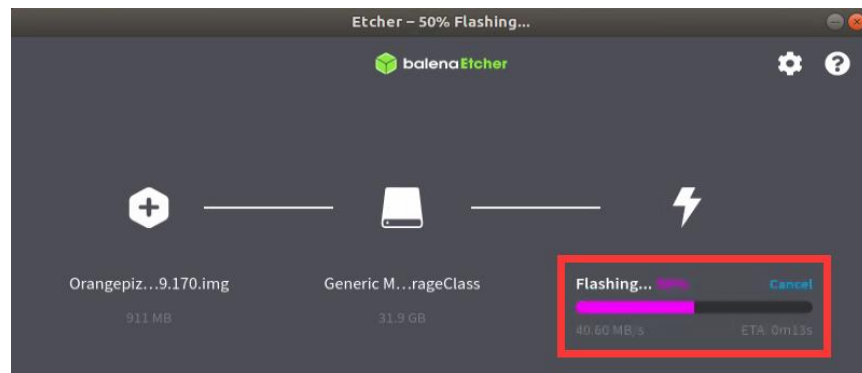 Etcher – 50% Flashing...
balenaEtcher
Orangepiz...9.170.img
911 MB
Generic M...rageClass
31.9 GB
Flashing... 50%
Cancel
40.60 MB/s
ETA: 0m13s